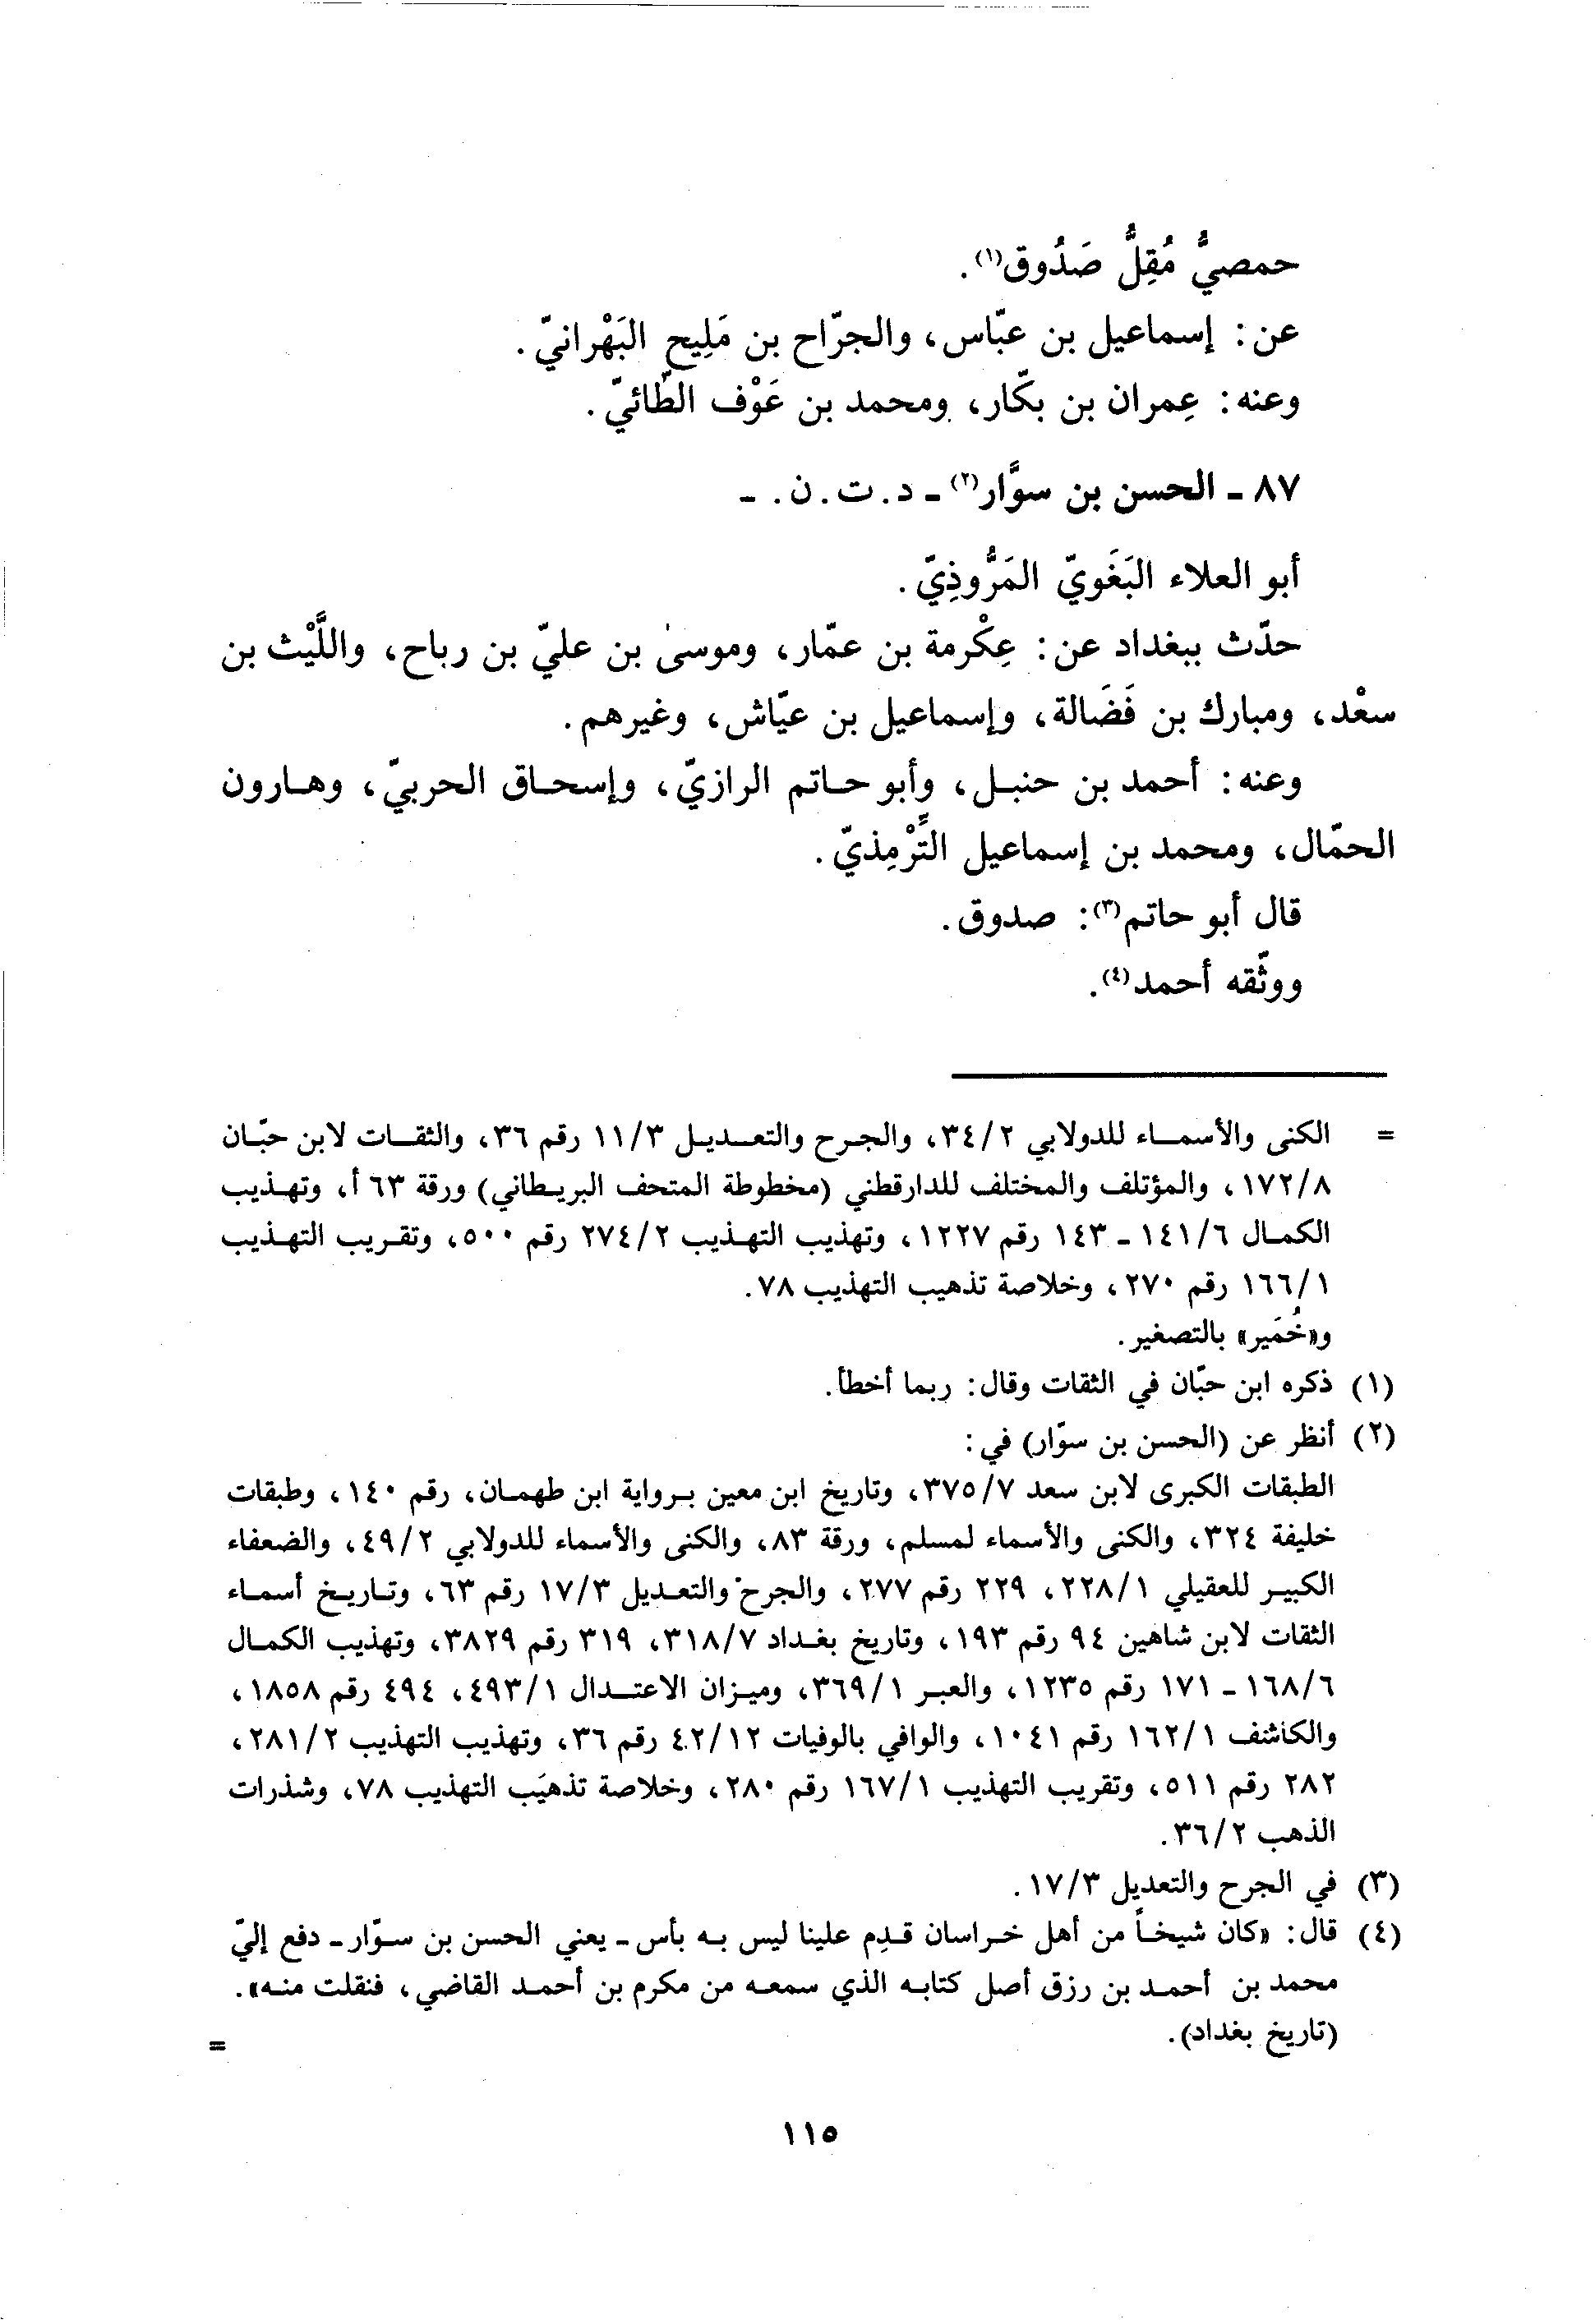 حمصيٌّ مُقِلٌّ صَدُوق(١).
عن: إسماعيل بن عبّاس، والجرّاح بن مَلِيح البَهْرانيّ.
وعنه: عِمران بن بكّار، ومحمد بن عَوْف الطّائيّ.
٨٧ ـ الحسن بن سوَّار(٢) ـ د. ت. ن. ـ
أبو العلاء البَغَويّ المَرُّوذِيّ.
حدّث ببغداد عن: عِكْرمة بن عمّار، وموسىٰ بن عليّ بن رباح، واللَّيْث بن
سعْد، ومبارك بن فَضَالة، وإسماعيل بن عيّاش، وغيرهم.
وعنه: أحمد بن حنبل، وأبو حاتم الرازيّ، وإسحاق الحربيّ، وهارون
الحمّال، ومحمد بن إسماعيل التِّرْمِذيّ.
قال أبو حاتم(٣): صدوق.
ووثّقه أحمد(٤).
= الكنى والأسماء للدولابي ٣٤/٢، والجرح والتعديل ١١/٣ رقم ٣٦، والثقات لابن حبّان
١٧٢/٨، والمؤتلف والمختلف للدارقطني (مخطوطة المتحف البريطاني) ورقة ٦٣ أ، وتهذيب
الكمال ١٤١/٦ ـ ١٤٣ رقم ١٢٢٧، وتهذيب التهذيب ٢٧٤/٢ رقم ٥٠٠، وتقريب التهذيب
١٦٦/١ رقم ٢٧٠، وخلاصة تذهيب التهذيب ٧٨.
و«خُمَير» بالتصغير.
(١) ذكره ابن حبّان في الثقات وقال: ربما أخطأ.
(٢) أنظر عن (الحسن بن سوّار) في:
الطبقات الكبرى لابن سعد ٣٧٥/٧، وتاريخ ابن معين برواية ابن طهمان، رقم ١٤٠، وطبقات
خليفة ٣٢٤، والكنى والأسماء لمسلم، ورقة ٨٣، والكنى والأسماء للدولابي ٤٩/٢، والضعفاء
الكبير للعقيلي ٢٢٨/١، ٢٢٩ رقم ٢٧٧، والجرح والتعديل ١٧/٣ رقم ٦٣، وتاريخ أسماء
الثقات لابن شاهين ٩٤ رقم ١٩٣، وتاريخ بغداد ٣١٨/٧، ٣١٩ رقم ٣٨٢٩، وتهذيب الكمال
١٦٨/٦ ـ ١٧١ رقم ١٢٣٥، والعبر ٣٦٩/١، وميزان الاعتدال ٤٩٣/١، ٤٩٤ رقم ١٨٥٨،
والكاشف ١٦٢/١ رقم ١٠٤١، والوافي بالوفيات ٤٢/١٢ رقم ٣٦، وتهذيب التهذيب ٢٨١/٢،
٢٨٢ رقم ٥١١، وتقريب التهذيب ١٦٧/١ رقم ٢٨٠، وخلاصة تذهيَب التهذيب ٧٨، وشذرات
الذهب ٣٦/٢.
(٣) في الجرح والتعديل ١٧/٣.
(٤) قال: «كان شيخاً من أهل خراسان قدِم علينا ليس به بأس ـ يعني الحسن بن سوّار ـ دفع إليّ
محمد بن أحمد بن رزق أصل كتابه الذي سمعه من مكرم بن أحمد القاضي، فنقلت منه».
(تاريخ بغداد). =
١١٥